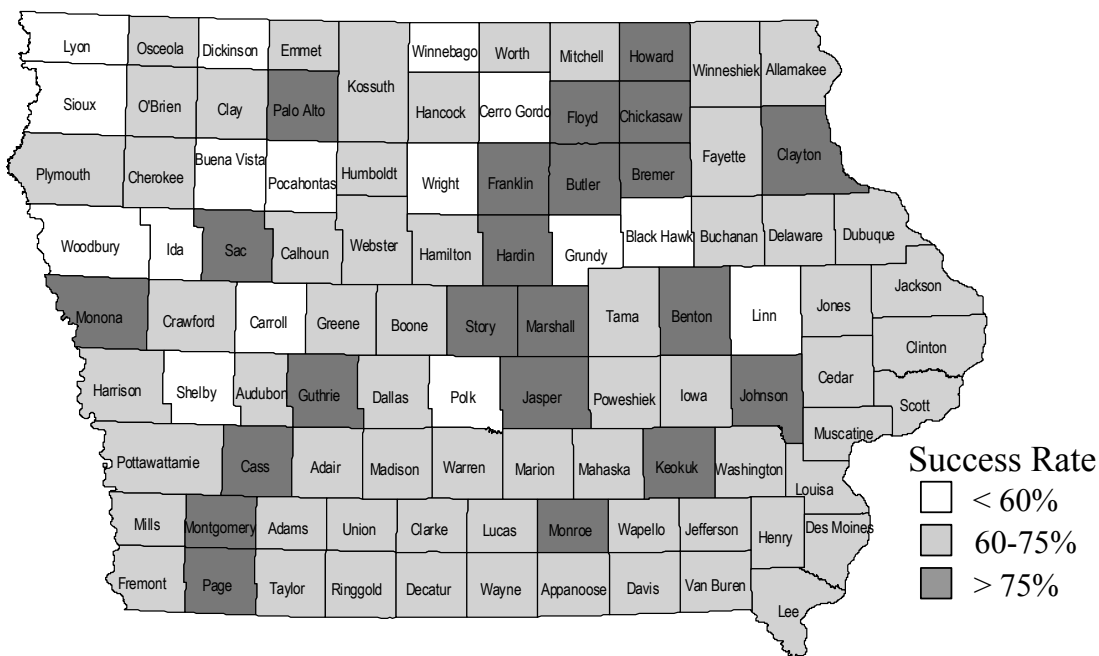 Lyon
Osceola
Dickinson
Emmet
Winnebago
Worth
Mitchell
Howard
Winneshiek
Allamakee
Kossuth
Sioux
O'Brien
Clay
Palo Alto
Hancock
Cerro Gordo
Floyd
Chickasaw
Fayette
Clayton
Plymouth
Cherokee
Buena Vista
Pocahontas
Humboldt
Wright
Franklin
Butler
Bremer
Woodbury
Ida
Sac
Calhoun
Webster
Hamilton
Hardin
Grundy
Black Hawk
Buchanan
Delaware
Dubuque
Monona
Crawford
Carroll
Greene
Boone
Story
Marshall
Tama
Benton
Linn
Jones
Jackson
Clinton
Harrison
Shelby
Audubon
Guthrie
Dallas
Polk
Jasper
Poweshiek
Iowa
Johnson
Cedar
Scott
Muscatine
Pottawattamie
Cass
Adair
Madison
Warren
Marion
Mahaska
Keokuk
Washington
Louisa
Mills
Montgomery
Adams
Union
Clarke
Lucas
Monroe
Wapello
Jefferson
Henry
Des Moines
Fremont
Page
Taylor
Ringgold
Decatur
Wayne
Appanoose
Davis
Van Buren
Lee
Success Rate
< 60%
60-75%
> 75%